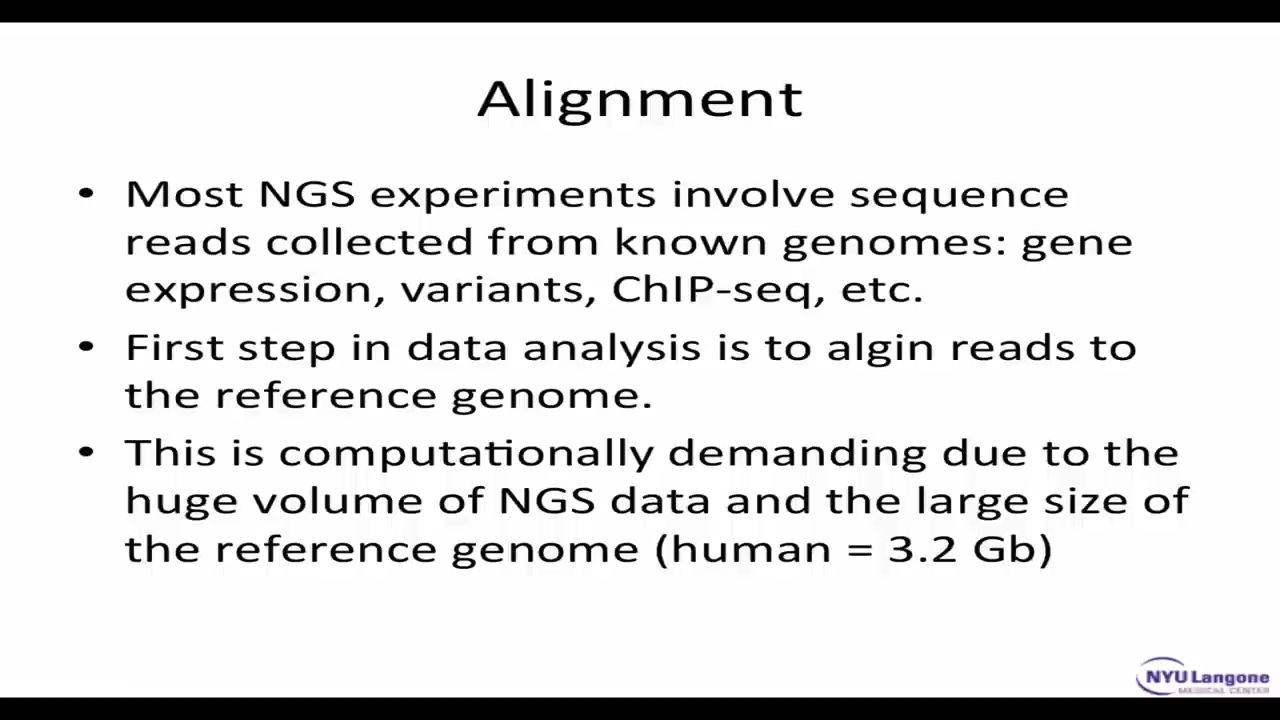 Alignment
• Most NGS experiments involve sequence
reads collected from known genomes: gene
expression, variants, ChIP-seq, etc.
• First step in data analysis is to algin reads to
the reference genome.
• This is computationally demanding due to the
huge volume of NGS data and the large size of
the reference genome (human = 3.2 Gb)
NYU Langone
MEDICAL CENTER